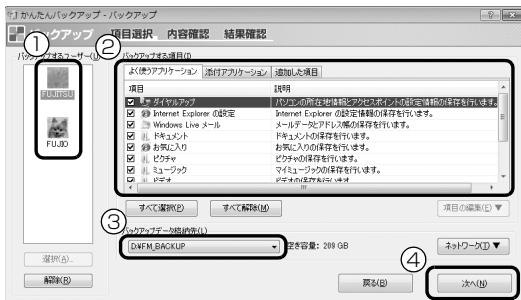 かんたんバックアップ - バックアップ
バックアップ 項目選択 内容確認 結果確認
①
バックアップするユーザー(U)
FUJITSU
FUJIO
②
バックアップする項目(I)
よく使うアプリケーション 添付アプリケーション 追加した項目
項目 説明
ダイヤルアップ パソコンの所在地情報とアクセスポイントの設定情報の保存を行います。
Internet Explorer の設定 Internet Explorer の設定情報の保存を行います。
Windows Live メール メールデータとアドレス帳の保存を行います。
ドキュメント ドキュメントの保存を行います。
お気に入り お気に入りの保存を行います。
ピクチャ ピクチャの保存を行います。
ミュージック マイミュージックの保存を行います。
ビデオ ビデオの保存を行います。
すべて選択(P) すべて解除(M) 項目の編集(E)▼
③
バックアップデータ格納先(L)
D:¥FM_BACKUP 空き容量: 209 GB ネットワーク(D)▼
選択(A)...
解除(R)
④
戻る(B) 次へ(N)